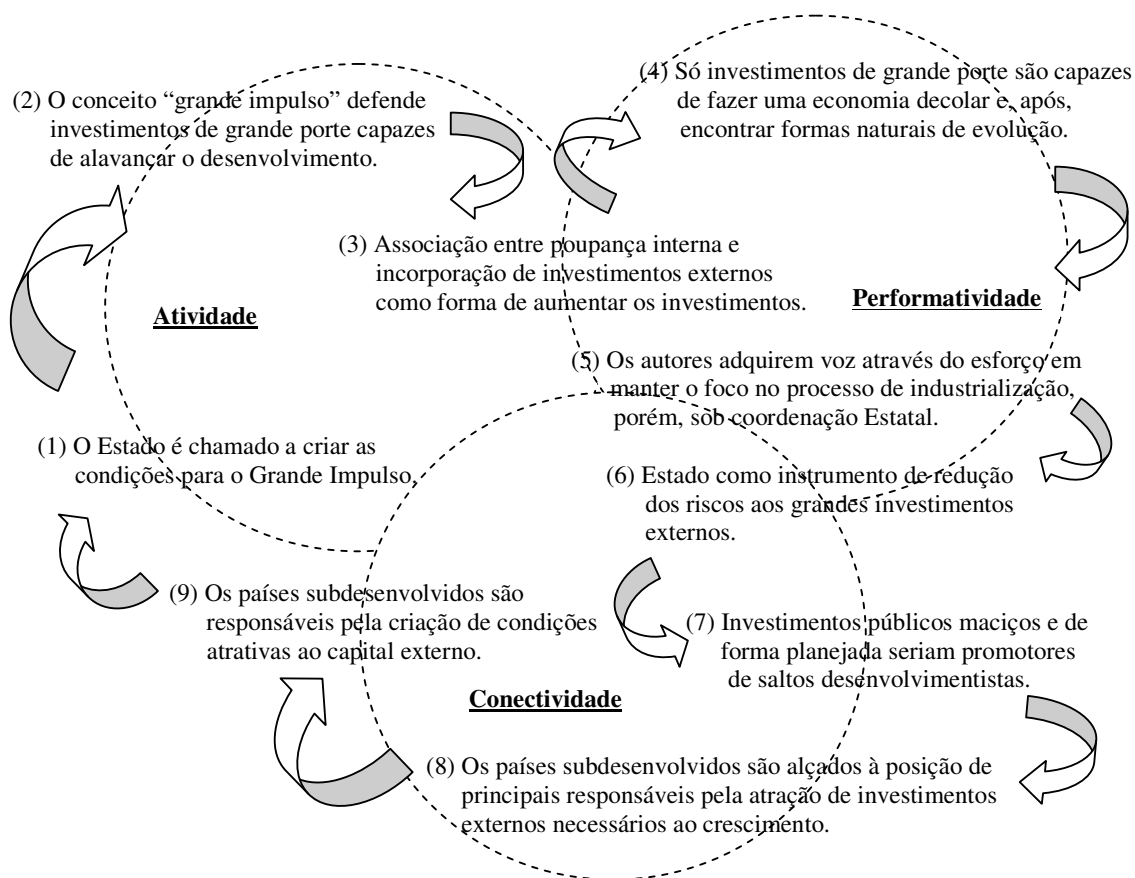 (2) O conceito “grande impulso” defende
investimentos de grande porte capazes
de alavancar o desenvolvimento.
(4) Só investimentos de grande porte são capazes
de fazer uma economia decolar e, após,
encontrar formas naturais de evolução.
(3) Associação entre poupança interna e
incorporação de investimentos externos
como forma de aumentar os investimentos.
Atividade
Performatividade
(5) Os autores adquirem voz através do esforço em
manter o foco no processo de industrialização,
porém, sob coordenação Estatal.
(1) O Estado é chamado a criar as
condições para o Grande Impulso.
(6) Estado como instrumento de redução
dos riscos aos grandes investimentos
externos.
(9) Os países subdesenvolvidos são
responsáveis pela criação de condições
atrativas ao capital externo.
(7) Investimentos públicos maciços e de
forma planejada seriam promotores
de saltos desenvolvimentistas.
Conectividade
(8) Os países subdesenvolvidos são alçados à posição de
principais responsáveis pela atração de investimentos
externos necessários ao crescimento.